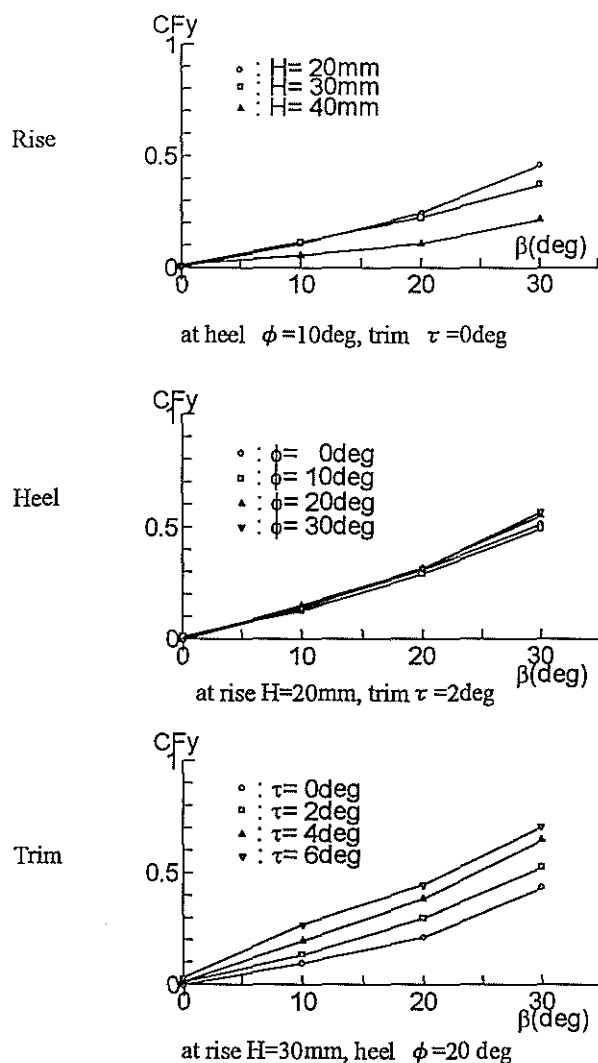 CFy
1
○ : H= 20mm
□ : H= 30mm
▲ : H= 40mm
Rise
0.5
β(deg)
0
0 10 20 30
at heel ϕ=10deg, trim τ=0deg
CFy
1
○ : ϕ= 0deg
□ : ϕ= 10deg
▲ : ϕ= 20deg
▼ : ϕ= 30deg
Heel
0.5
0
0 10 20 30
β(deg)
at rise H=20mm, trim τ=2deg
CFy
1
○ : τ= 0deg
□ : τ= 2deg
▲ : τ= 4deg
▼ : τ= 6deg
Trim
0.5
0
0 10 20 30
β(deg)
at rise H=30mm, heel ϕ=20 deg